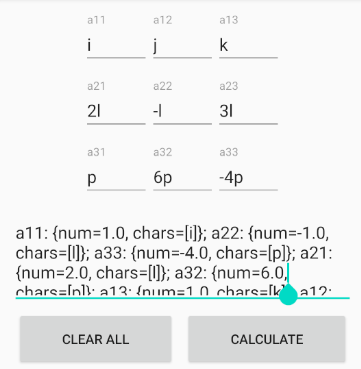 a11 a12 a13
i j k
a21 a22 a23
2l -l 3l
a31 a32 a33
p 6p -4p
a11: {num=1.0, chars=[i]}; a22: {num=-1.0,
chars=[l]}; a33: {num=-4.0, chars=[p]}; a21:
{num=2.0, chars=[l]}; a32: {num=6.0,
chars=[p]}; a13: {num=1.0, chars=[k]}; a12:
CLEAR ALL CALCULATE